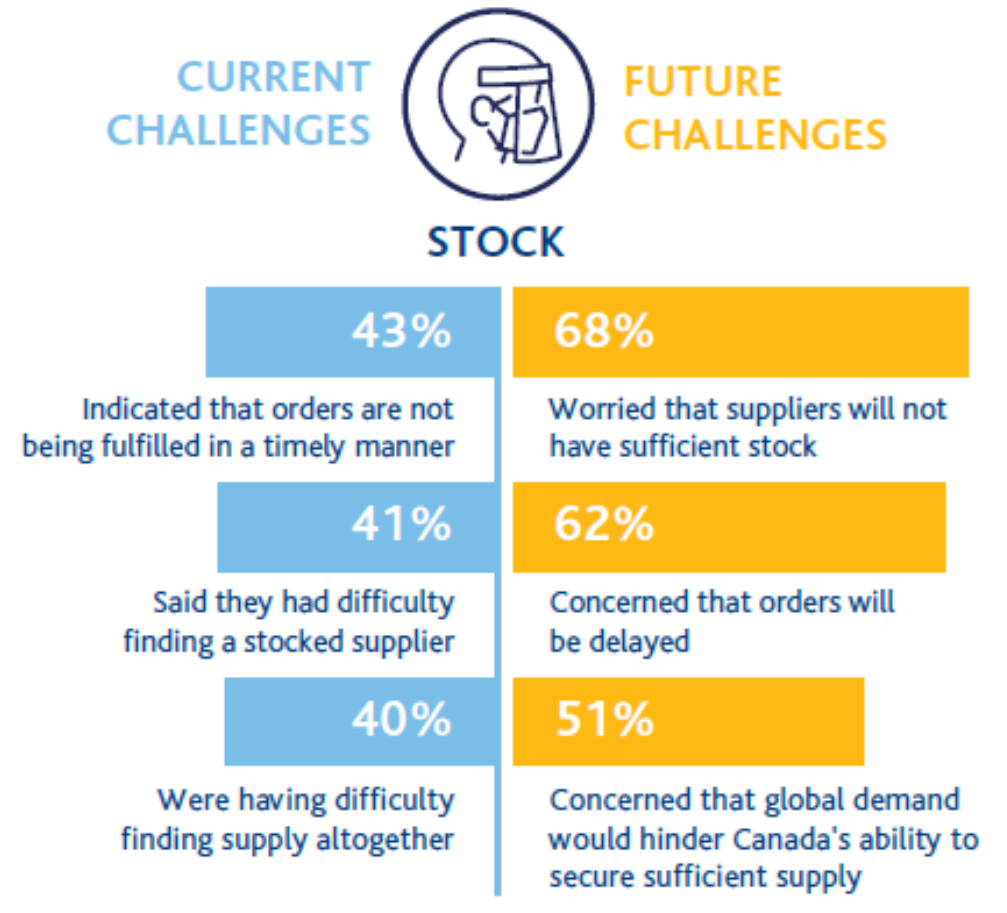 CURRENT
CHALLENGES
FUTURE
CHALLENGES
STOCK
43%
68%
Indicated that orders are not
being fulfilled in a timely manner
Worried that suppliers will not
have sufficient stock
41%
62%
Said they had difficulty
finding a stocked supplier
Concerned that orders will
be delayed
40%
51%
Were having difficulty
finding supply altogether
Concerned that global demand
would hinder Canada's ability to
secure sufficient supply